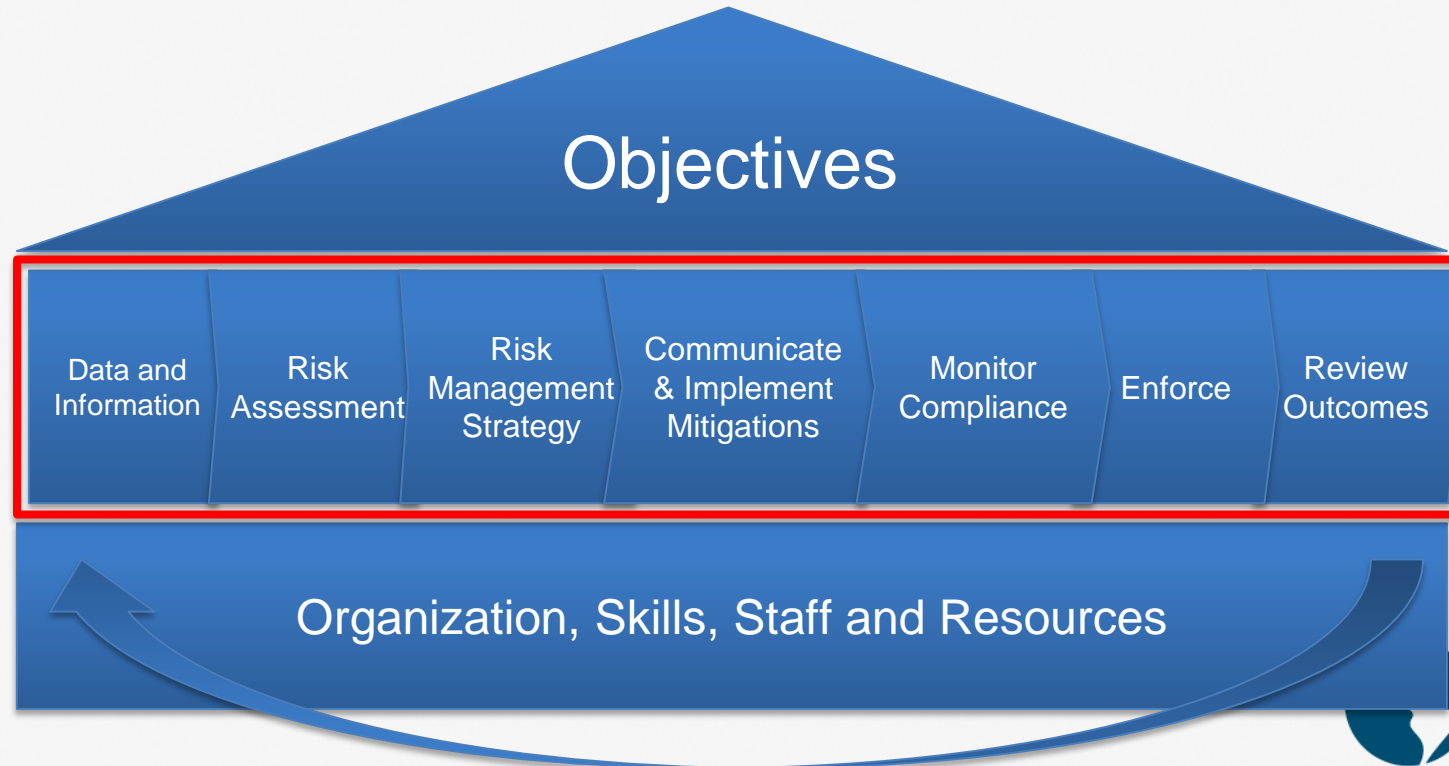 Objectives
Data and
Information
Risk
Assessment
Risk
Management
Strategy
Communicate
& Implement
Mitigations
Monitor
Compliance
Enforce
Review
Outcomes
Organization, Skills, Staff and Resources